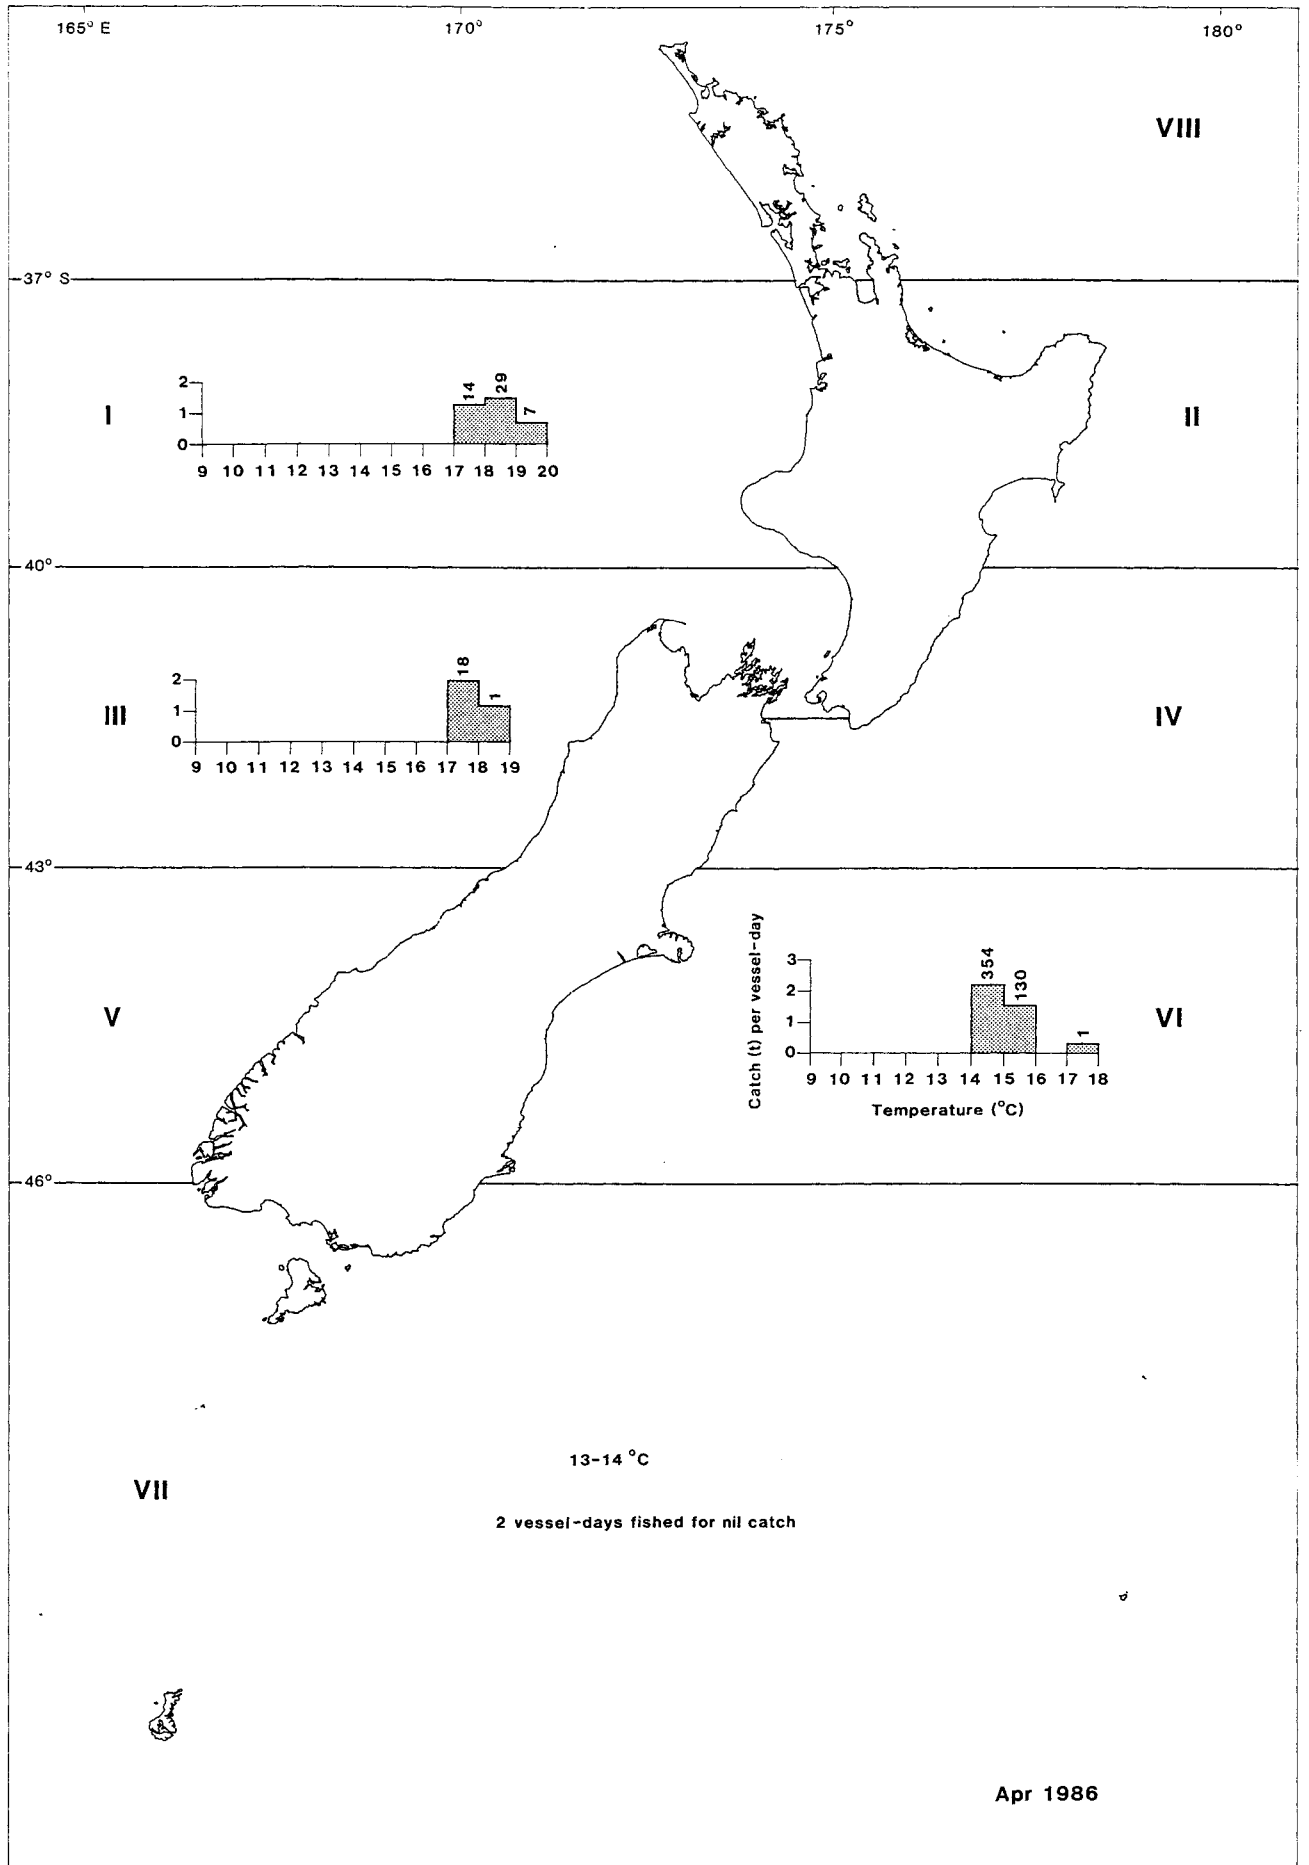 165° E 170° 175° 180°
VIII
37° S
2
1
0
14 29 7
9 10 11 12 13 14 15 16 17 18 19 20
I
II
40°
2
1
0
18 1
9 10 11 12 13 14 15 16 17 18 19
III
IV
43°
Catch (t) per vessel-day
3
2
1
0
354 130 1
9 10 11 12 13 14 15 16 17 18
Temperature (°C)
V
VI
46°
13-14 °C
VII
2 vessel-days fished for nil catch
Apr 1986